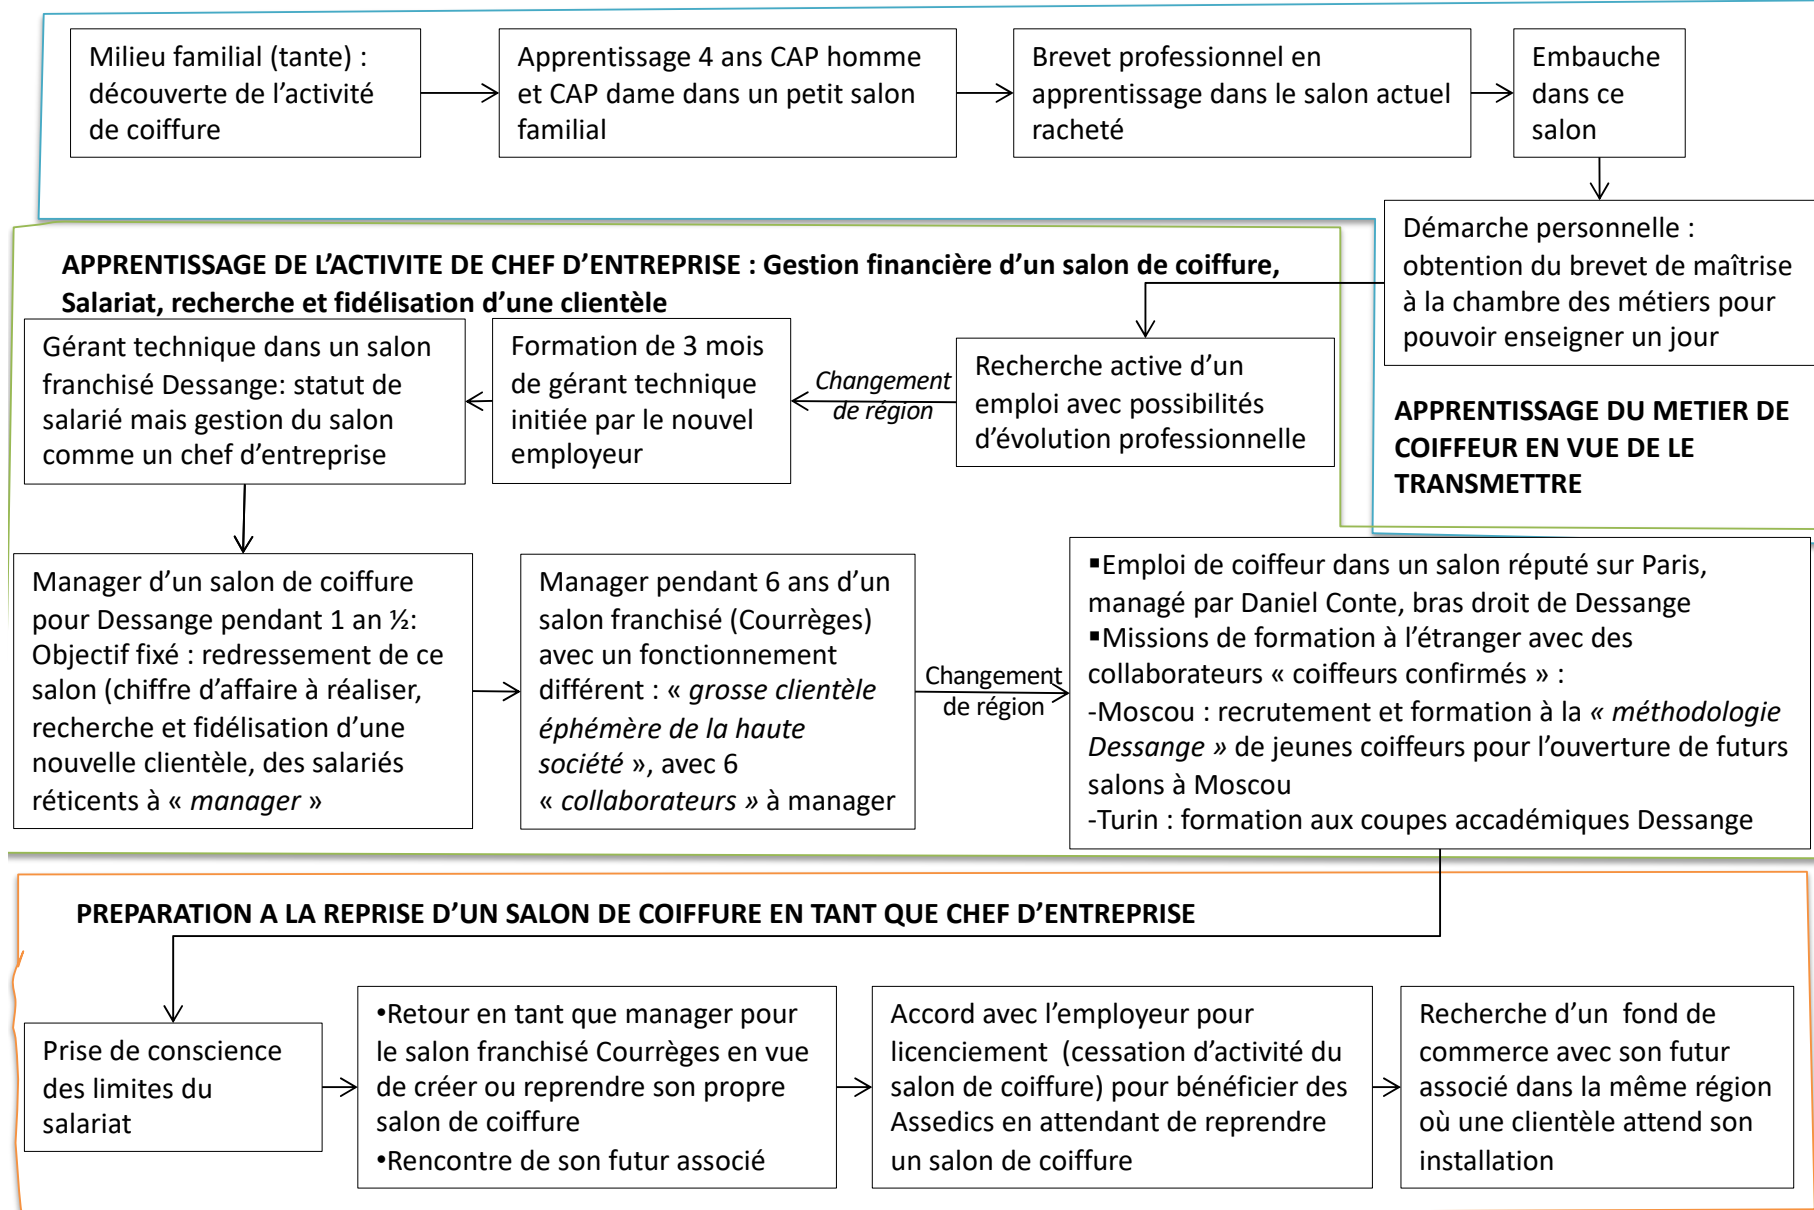 Milieu familial (tante) :
découverte de l’activité
de coiffure
Apprentissage 4 ans CAP homme
et CAP dame dans un petit salon
familial
Brevet professionnel en
apprentissage dans le salon actuel
racheté
Embauche
dans ce
salon
Démarche personnelle :
obtention du brevet de maîtrise
à la chambre des métiers pour
pouvoir enseigner un jour
APPRENTISSAGE DU METIER DE
COIFFEUR EN VUE DE LE
TRANSMETTRE
APPRENTISSAGE DE L’ACTIVITE DE CHEF D’ENTREPRISE : Gestion financière d’un salon de coiffure,
Salariat, recherche et fidélisation d’une clientèle
Recherche active d’un
emploi avec possibilités
d’évolution professionnelle
Changement
de région
Formation de 3 mois
de gérant technique
initiée par le nouvel
employeur
Gérant technique dans un salon
franchisé Dessange: statut de
salarié mais gestion du salon
comme un chef d’entreprise
Manager d’un salon de coiffure
pour Dessange pendant 1 an ½:
Objectif fixé : redressement de ce
salon (chiffre d’affaire à réaliser,
recherche et fidélisation d’une
nouvelle clientèle, des salariés
réticents à « manager »
Manager pendant 6 ans d’un
salon franchisé (Courrèges)
avec un fonctionnement
différent : « grosse clientèle
éphémère de la haute
société », avec 6
« collaborateurs » à manager
Changement
de région
▪Emploi de coiffeur dans un salon réputé sur Paris,
managé par Daniel Conte, bras droit de Dessange
▪Missions de formation à l’étranger avec des
collaborateurs « coiffeurs confirmés » :
-Moscou : recrutement et formation à la « méthodologie
Dessange » de jeunes coiffeurs pour l’ouverture de futurs
salons à Moscou
-Turin : formation aux coupes accadémiques Dessange
PREPARATION A LA REPRISE D’UN SALON DE COIFFURE EN TANT QUE CHEF D’ENTREPRISE
Prise de conscience
des limites du
salariat
•Retour en tant que manager pour
le salon franchisé Courrèges en vue
de créer ou reprendre son propre
salon de coiffure
•Rencontre de son futur associé
Accord avec l’employeur pour
licenciement (cessation d’activité du
salon de coiffure) pour bénéficier des
Assedics en attendant de reprendre
un salon de coiffure
Recherche d’un fond de
commerce avec son futur
associé dans la même région
où une clientèle attend son
installation